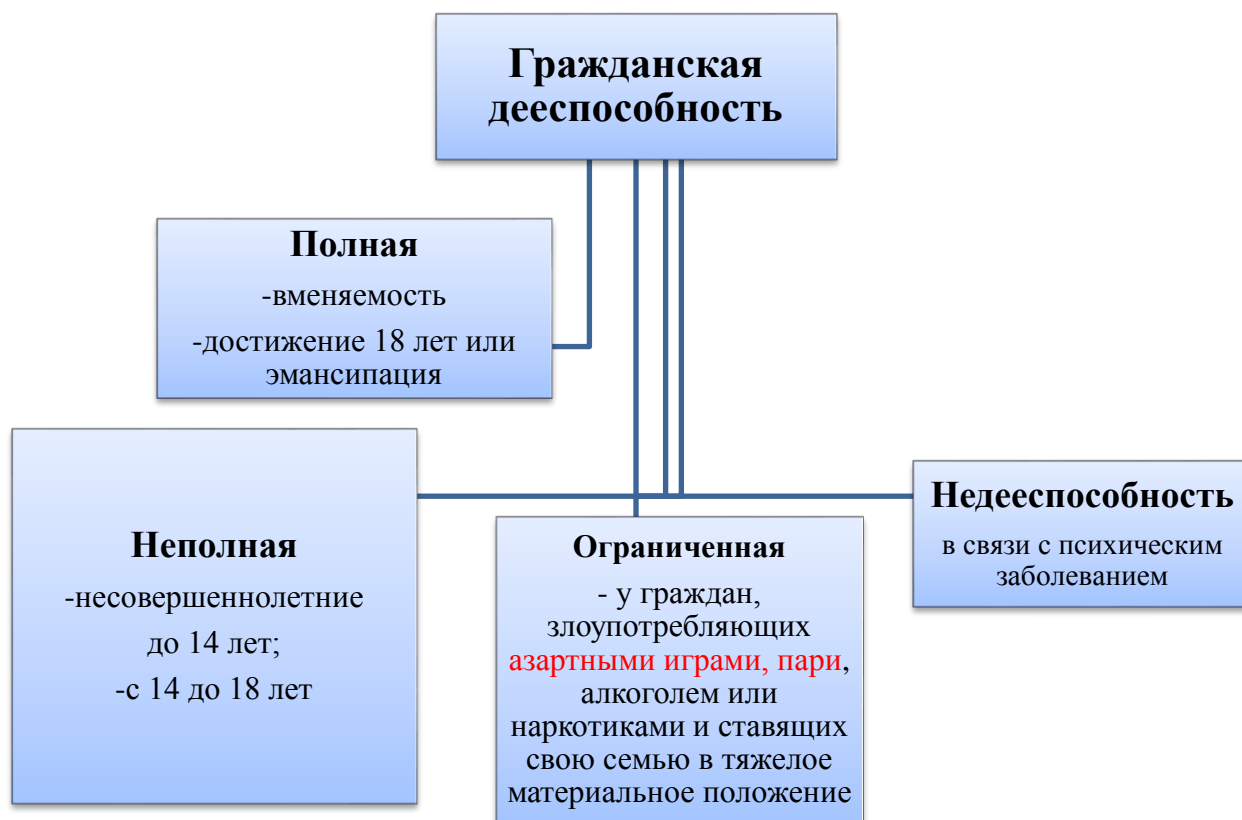 Гражданская
дееспособность
Полная
-вменяемость
-достижение 18 лет или
эмансипация
Неполная
-несовершеннолетние
до 14 лет;
-с 14 до 18 лет
Ограниченная
- у граждан,
злоупотребляющих
азартными играми, пари,
алкоголем или
наркотиками и ставящих
свою семью в тяжелое
материальное положение
Недееспособность
в связи с психическим
заболеванием